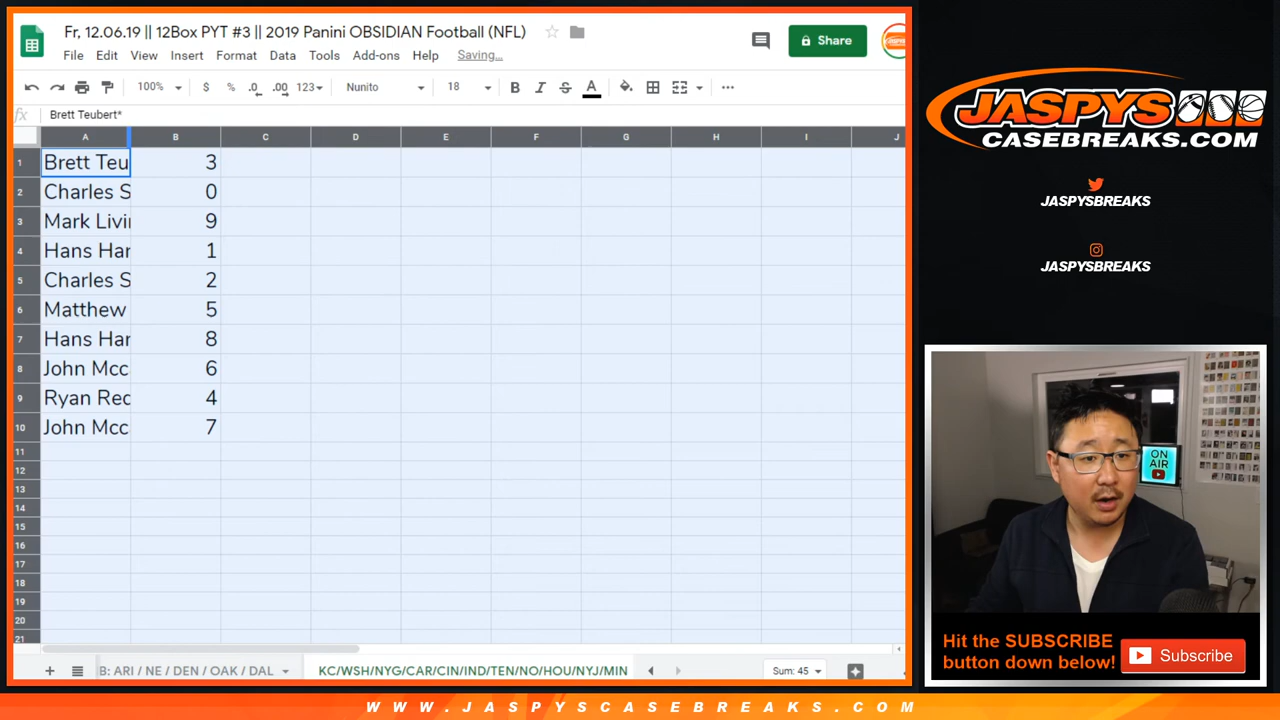 Fr, 12.06.19 || 12Box PYT #3 || 2019 Panini OBSIDIAN Football (NFL)
File Edit View Insert Format Data Tools Add-ons Help Saving...
Share
100% $ % .0 .00 123 Nunito 18 B I S A
fx Brett Teubert*
A B C D E F G H I J
1 Brett Teu 3
2 Charles S 0
3 Mark Livi 9
4 Hans Har 1
5 Charles S 2
6 Matthew 5
7 Hans Har 8
8 John Mcc 6
9 Ryan Red 4
10 John Mcc 7
11
12
13
14
15
16
17
18
19
20
21
B: ARI / NE / DEN / OAK / DAL
KC/WSH/NYG/CAR/CIN/IND/TEN/NO/HOU/NYJ/MIN
Sum: 45
JASPYS
CASEBREAKS.COM
JASPYSBREAKS
JASPYSBREAKS
ON
AIR
Hit the SUBSCRIBE
button down below!
Subscribe
WWW.JASPYSCASEBREAKS.COM